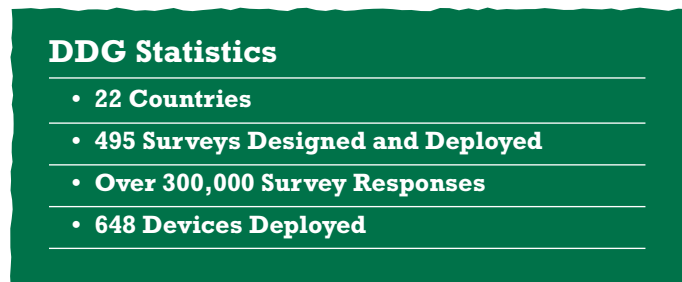 DDG Statistics
• 22 Countries
• 495 Surveys Designed and Deployed
• Over 300,000 Survey Responses
• 648 Devices Deployed